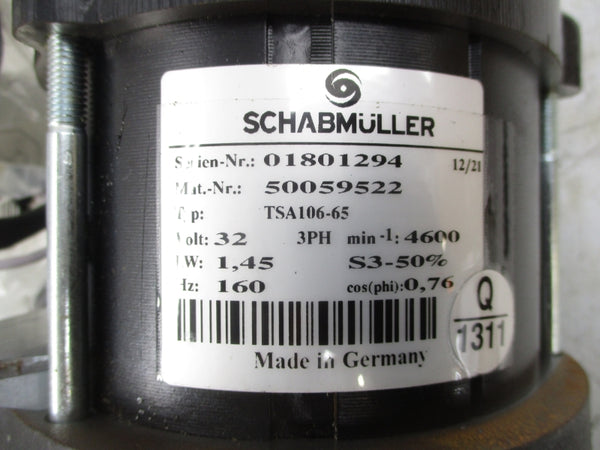 SCHABMÜLLER
Serien-Nr.: 01801294 12/21
Mat.-Nr.: 50059522
Typ: TSA106-65
Volt: 32 3PH min -1: 4600
kW: 1,45 S3-50%
Hz: 160 cos(phi): 0,76
Q
1311
Made in Germany